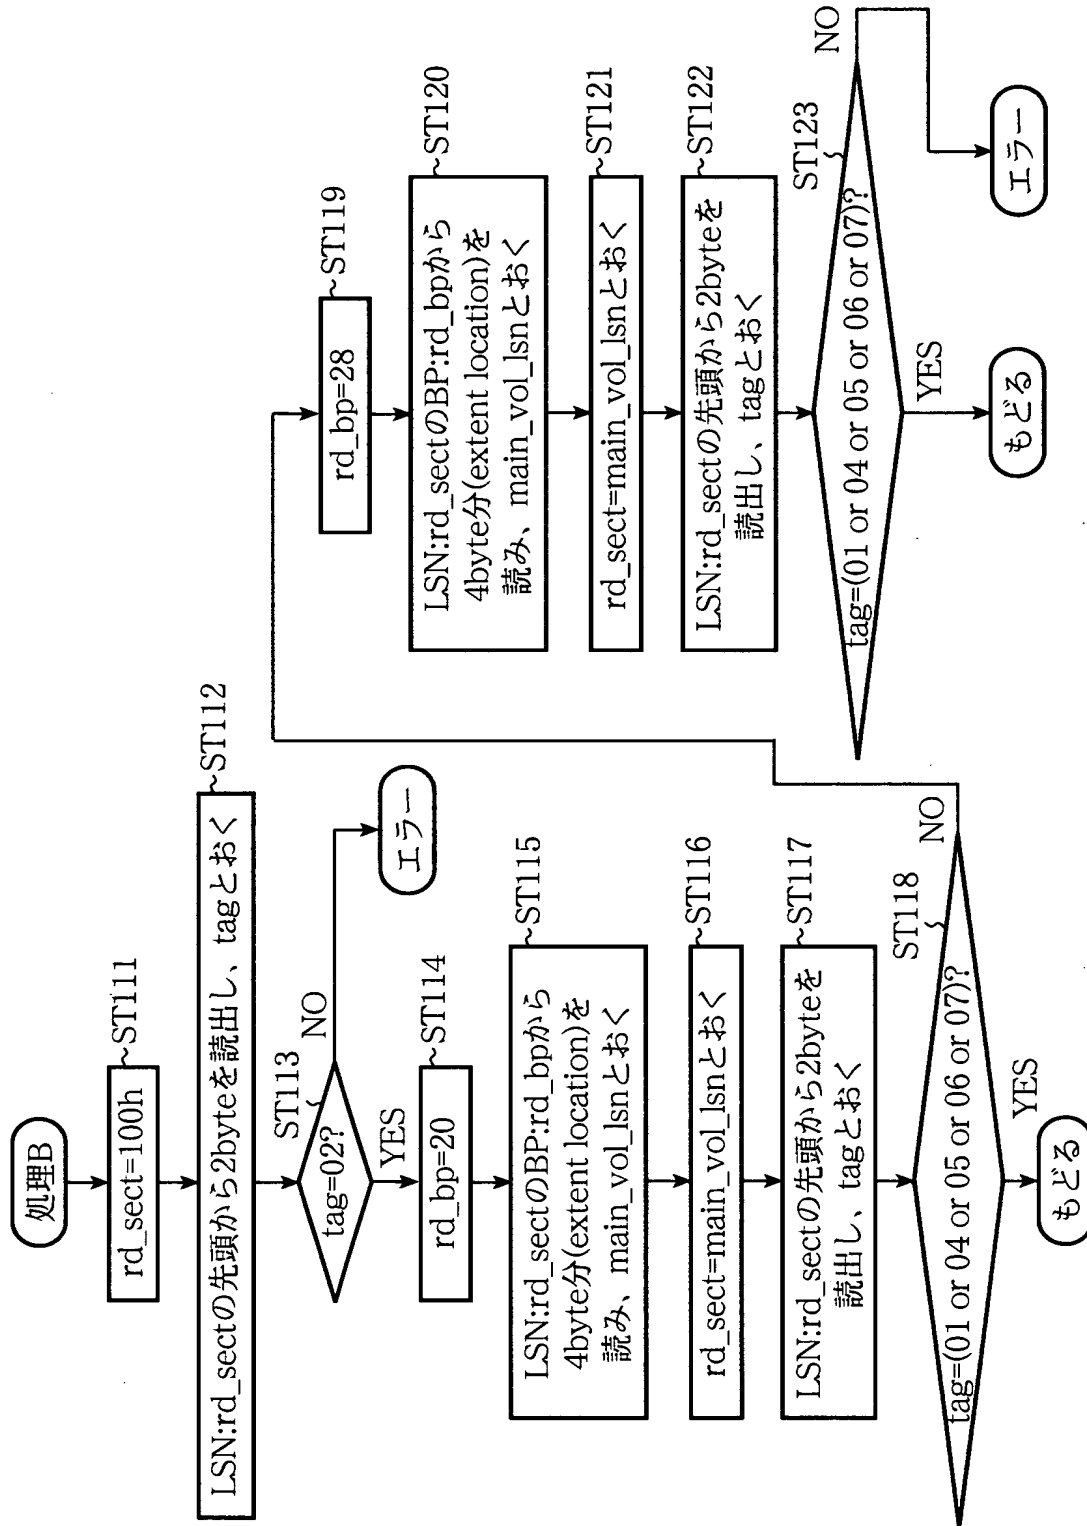 処理B
rd_sect=100h
ST111
LSN:rd_sectの先頭から2byteを読出し、tagとおく
ST112
tag=02?
ST113
NO
エラー
YES
rd_bp=20
ST114
LSN:rd_sectのBP:rd_bpから
4byte分(extent location)を
読み、main_vol_lsnとおく
ST115
rd_sect=main_vol_lsnとおく
ST116
LSN:rd_sectの先頭から2byteを
読出し、tagとおく
ST117
tag=(01 or 04 or 05 or 06 or 07)?
ST118
NO
YES
もどる
rd_bp=28
ST119
LSN:rd_sectのBP:rd_bpから
4byte分(extent location)を
読み、main_vol_lsnとおく
ST120
rd_sect=main_vol_lsnとおく
ST121
LSN:rd_sectの先頭から2byteを
読出し、tagとおく
ST122
tag=(01 or 04 or 05 or 06 or 07)?
ST123
NO
エラー
YES
もどる